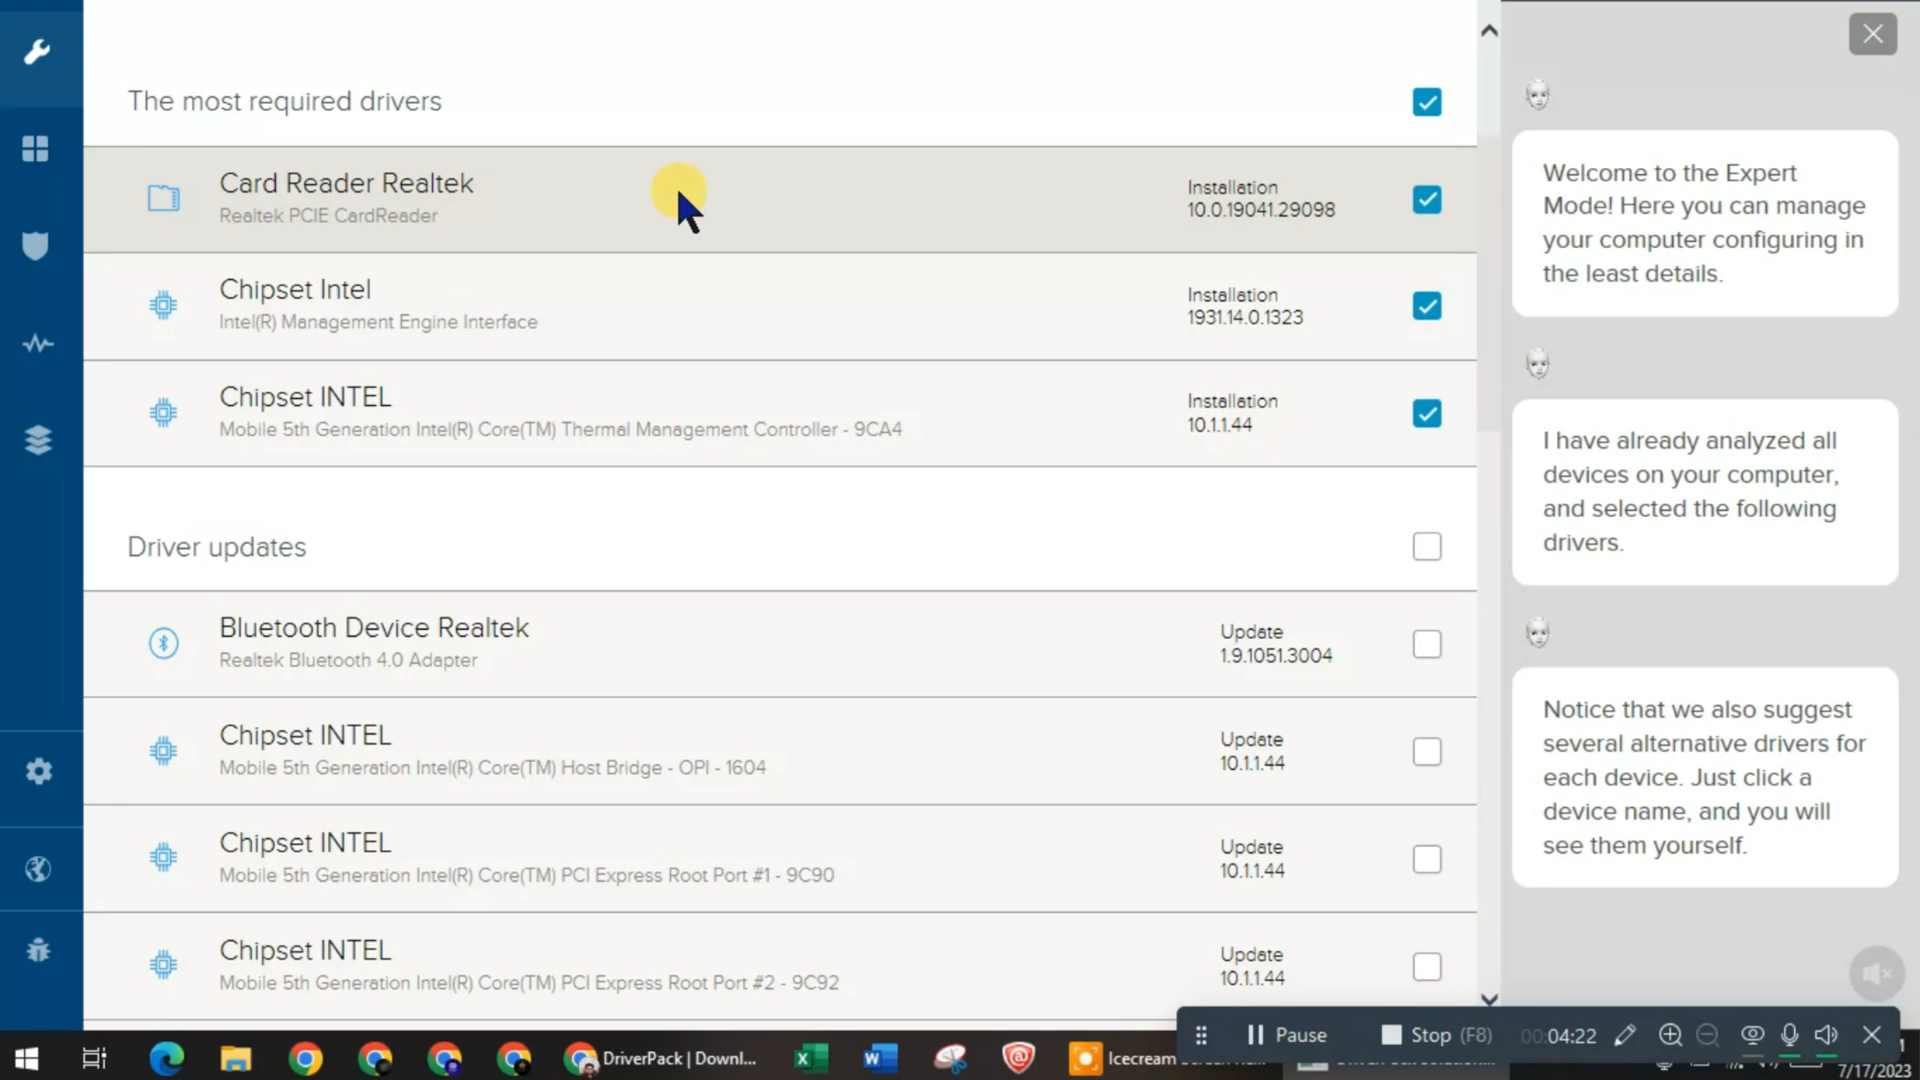 The most required drivers
Card Reader Realtek
Realtek PCIE CardReader
Installation
10.0.19041.29098
Chipset Intel
Intel(R) Management Engine Interface
Installation
1931.14.0.1323
Chipset INTEL
Mobile 5th Generation Intel(R) Core(TM) Thermal Management Controller - 9CA4
Installation
10.1.1.44
Driver updates
Bluetooth Device Realtek
Realtek Bluetooth 4.0 Adapter
Update
1.9.1051.3004
Chipset INTEL
Mobile 5th Generation Intel(R) Core(TM) Host Bridge - OPI - 1604
Update
10.1.1.44
Chipset INTEL
Mobile 5th Generation Intel(R) Core(TM) PCI Express Root Port #1 - 9C90
Update
10.1.1.44
Chipset INTEL
Mobile 5th Generation Intel(R) Core(TM) PCI Express Root Port #2 - 9C92
Update
10.1.1.44
Welcome to the Expert
Mode! Here you can manage
your computer configuring in
the least details.
I have already analyzed all
devices on your computer,
and selected the following
drivers.
Notice that we also suggest
several alternative drivers for
each device. Just click a
device name, and you will
see them yourself.
Pause
Stop (F8)
00:04:22
DriverPack | Downl...
Icecream
7/17/2023